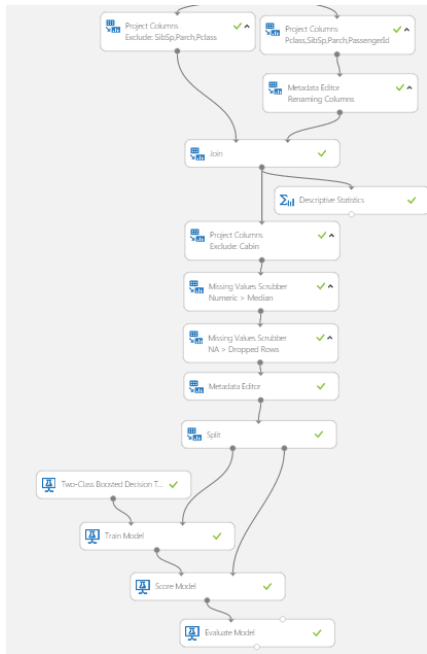 Project Columns
Exclude: SibSp,Parch,Pclass
Project Columns
Pclass,SibSp,Parch,PassengerId
Metadata Editor
Renaming Columns
Join
Descriptive Statistics
Project Columns
Exclude: Cabin
Missing Values Scrubber
Numeric > Median
Missing Values Scrubber
NA > Dropped Rows
Metadata Editor
Split
Two-Class Boosted Decision T...
Train Model
Score Model
Evaluate Model